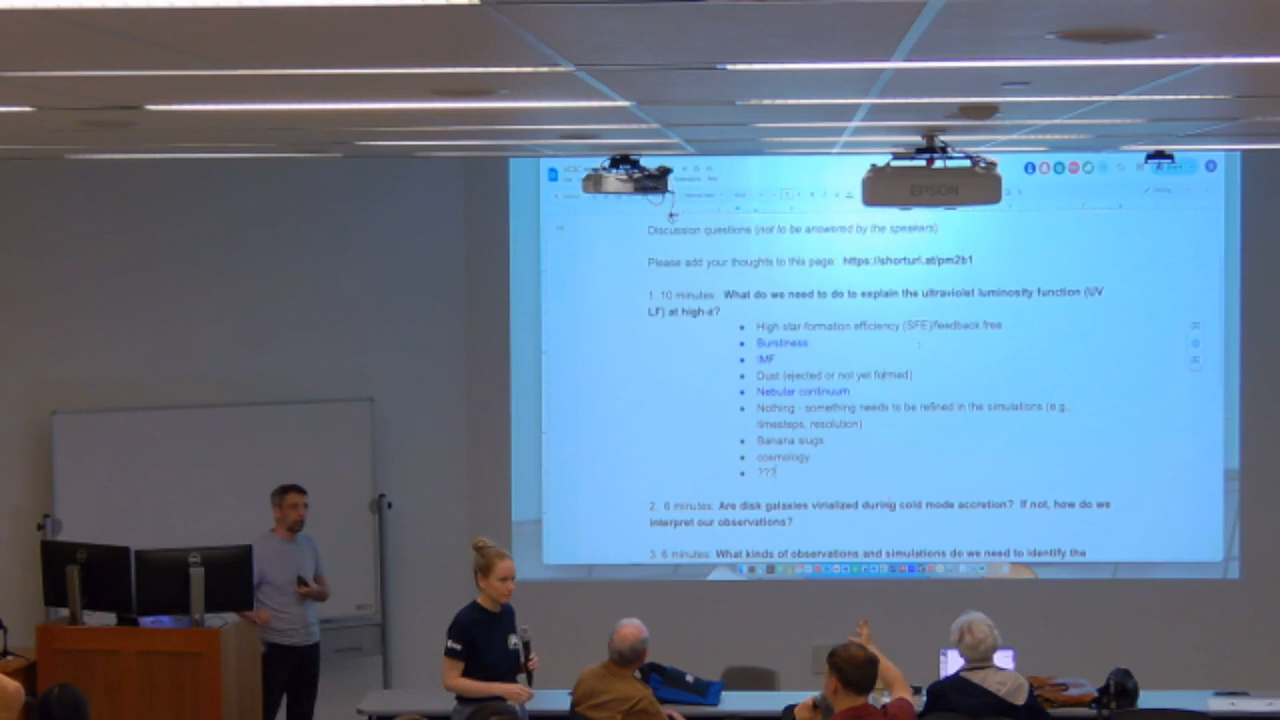 EPSON
Discussion questions (not to be answered by the speakers)
Please add your thoughts to this page: https://shorturl.at/pm2b1
1. 10 minutes: What do we need to do to explain the ultraviolet luminosity function (UV
LF) at high-z?
High star formation efficiency (SFE)/feedback free
Burstiness
IMF
Dust (ejected or not yet formed)
Nebular continuum
Nothing - something needs to be refined in the simulations (e.g.,
timesteps, resolution)
Banana slugs
cosmology
???
2. 6 minutes: Are disk galaxies virialized during cold mode accretion? If not, how do we
interpret our observations?
3. 6 minutes: What kinds of observations and simulations do we need to identify the